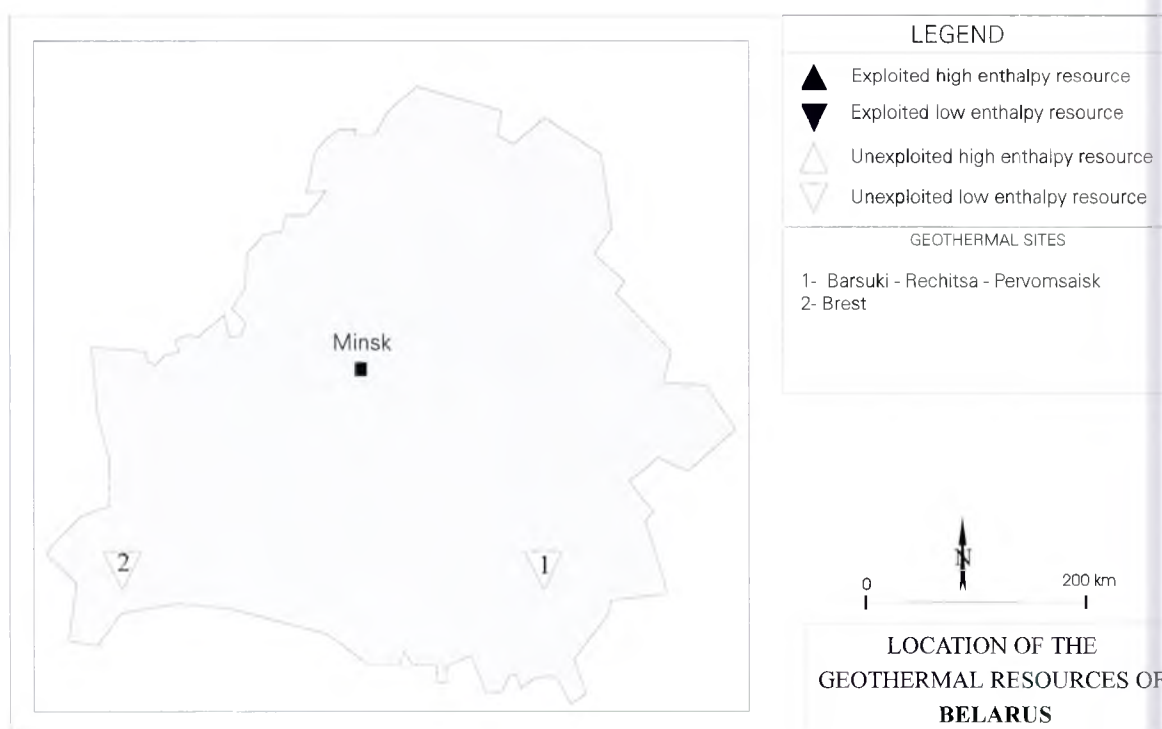 LEGEND
Exploited high enthalpy resource
Exploited low enthalpy resource
Unexploited high enthalpy resource
Unexploited low enthalpy resource
GEOTHERMAL SITES
1- Barsuki - Rechitsa - Pervomsaisk
2- Brest
Minsk
2
1
N
0 200 km
LOCATION OF THE
GEOTHERMAL RESOURCES OF
BELARUS